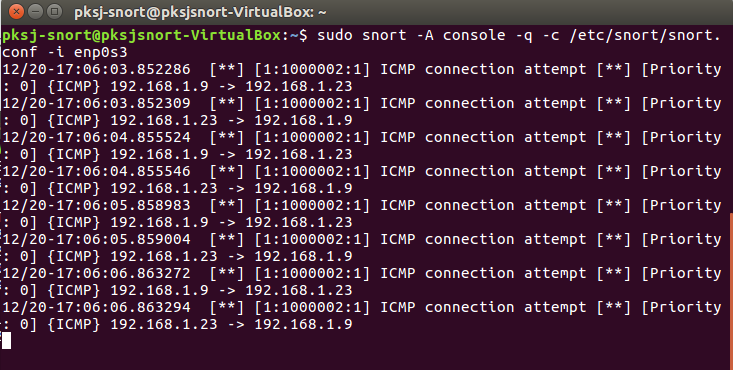 pksj-snort@pksjsnort-VirtualBox: ~
pksj-snort@pksjsnort-VirtualBox:~$ sudo snort -A console -q -c /etc/snort/snort.
conf -i enp0s3
12/20-17:06:03.852286  [**] [1:1000002:1] ICMP connection attempt [**] [Priority
: 0] {ICMP} 192.168.1.9 -> 192.168.1.23
12/20-17:06:03.852309  [**] [1:1000002:1] ICMP connection attempt [**] [Priority
: 0] {ICMP} 192.168.1.23 -> 192.168.1.9
12/20-17:06:04.855524  [**] [1:1000002:1] ICMP connection attempt [**] [Priority
: 0] {ICMP} 192.168.1.9 -> 192.168.1.23
12/20-17:06:04.855546  [**] [1:1000002:1] ICMP connection attempt [**] [Priority
: 0] {ICMP} 192.168.1.23 -> 192.168.1.9
12/20-17:06:05.858983  [**] [1:1000002:1] ICMP connection attempt [**] [Priority
: 0] {ICMP} 192.168.1.9 -> 192.168.1.23
12/20-17:06:05.859004  [**] [1:1000002:1] ICMP connection attempt [**] [Priority
: 0] {ICMP} 192.168.1.23 -> 192.168.1.9
12/20-17:06:06.863272  [**] [1:1000002:1] ICMP connection attempt [**] [Priority
: 0] {ICMP} 192.168.1.9 -> 192.168.1.23
12/20-17:06:06.863294  [**] [1:1000002:1] ICMP connection attempt [**] [Priority
: 0] {ICMP} 192.168.1.23 -> 192.168.1.9